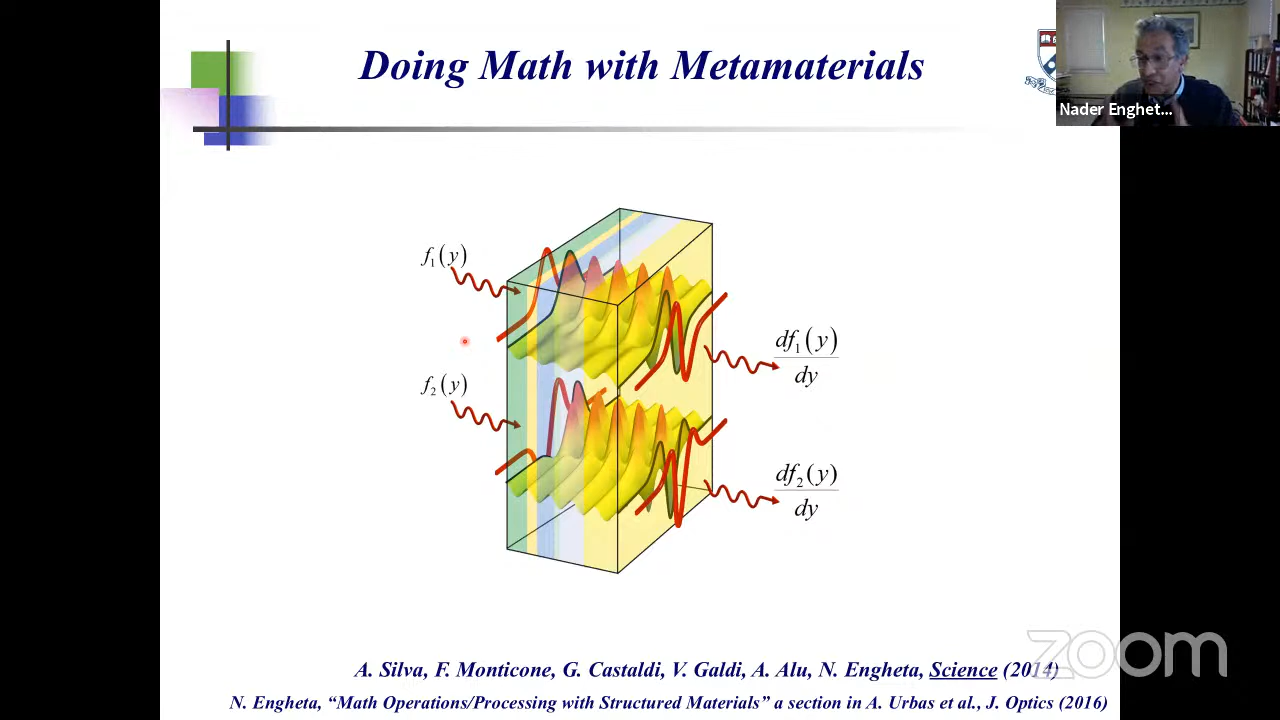 Doing Math with Metamaterials
Nader Enghet...
f₁(y)
df₁(y)
dy
f₂(y)
df₂(y)
dy
zoom
A. Silva, F. Monticone, G. Castaldi, V. Galdi, A. Alu, N. Engheta, Science (2014)
N. Engheta, “Math Operations/Processing with Structured Materials” a section in A. Urbas et al., J. Optics (2016)